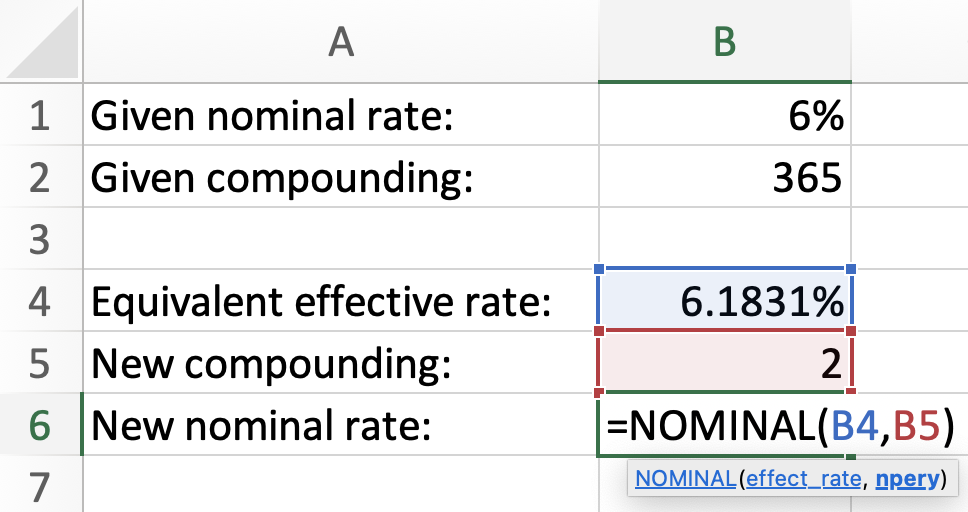 A B
1 Given nominal rate: 6%
2 Given compounding: 365
3
4 Equivalent effective rate: 6.1831%
5 New compounding: 2
6 New nominal rate: =NOMINAL(B4,B5)
NOMINAL(effect_rate, npery)
7